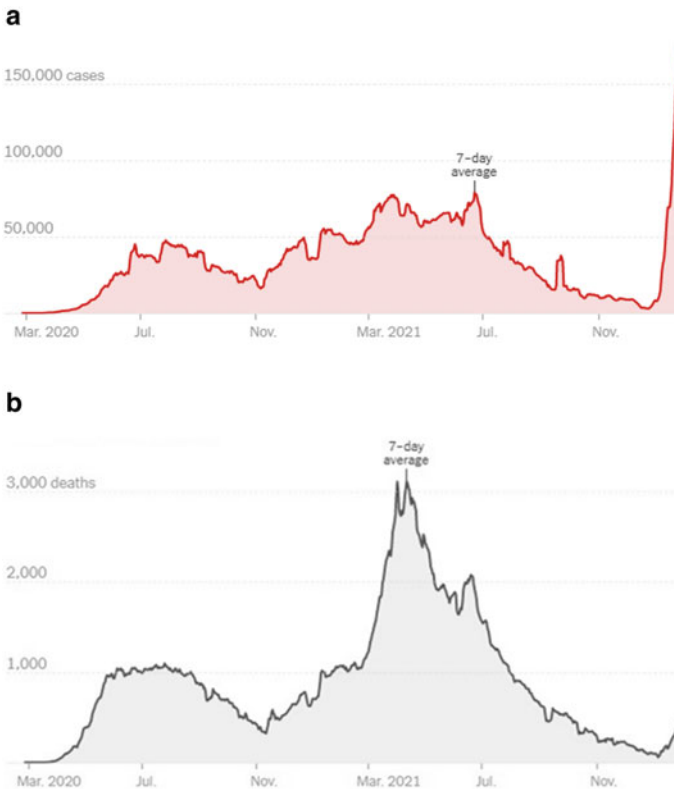 a
150,000 cases
100,000
7-day
average
50,000
Mar. 2020 Jul. Nov. Mar. 2021 Jul. Nov.
b
7-day
average
3,000 deaths
2,000
1,000
Mar. 2020 Jul. Nov. Mar. 2021 Jul. Nov.